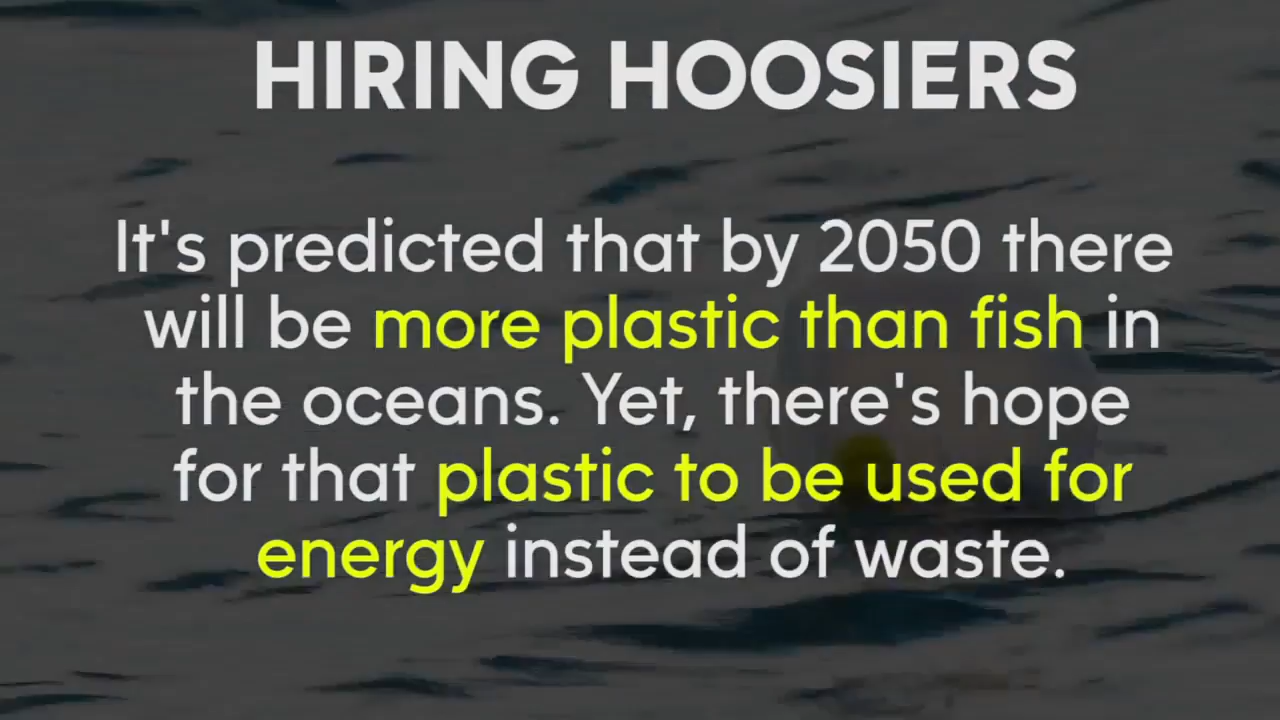 HIRING HOOSIERS
It's predicted that by 2050 there
will be more plastic than fish in
the oceans. Yet, there's hope
for that plastic to be used for
energy instead of waste.